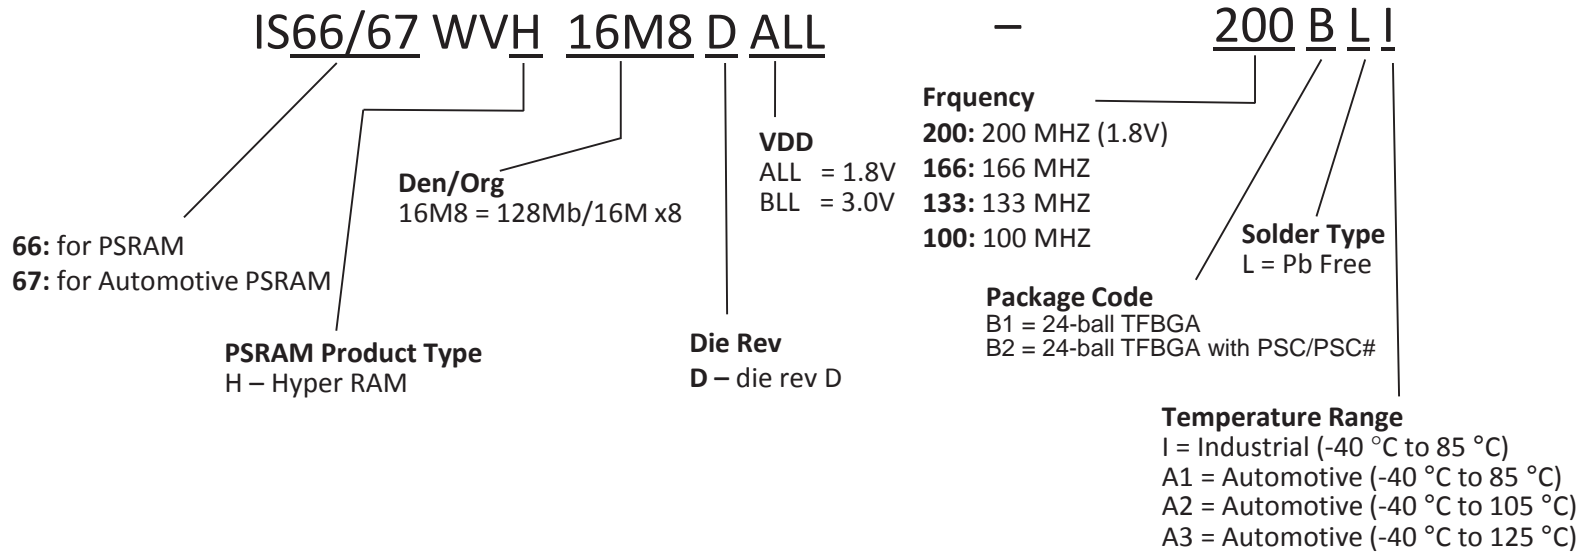 IS66/67 WVH 16M8 D ALL – 200 B L I
66: for PSRAM
67: for Automotive PSRAM
PSRAM Product Type
H – Hyper RAM
Den/Org
16M8 = 128Mb/16M x8
Die Rev
D – die rev D
VDD
ALL = 1.8V
BLL = 3.0V
Frquency
200: 200 MHZ (1.8V)
166: 166 MHZ
133: 133 MHZ
100: 100 MHZ
Package Code
B1 = 24-ball TFBGA
B2 = 24-ball TFBGA with PSC/PSC#
Solder Type
L = Pb Free
Temperature Range
I = Industrial (-40 °C to 85 °C)
A1 = Automotive (-40 °C to 85 °C)
A2 = Automotive (-40 °C to 105 °C)
A3 = Automotive (-40 °C to 125 °C)